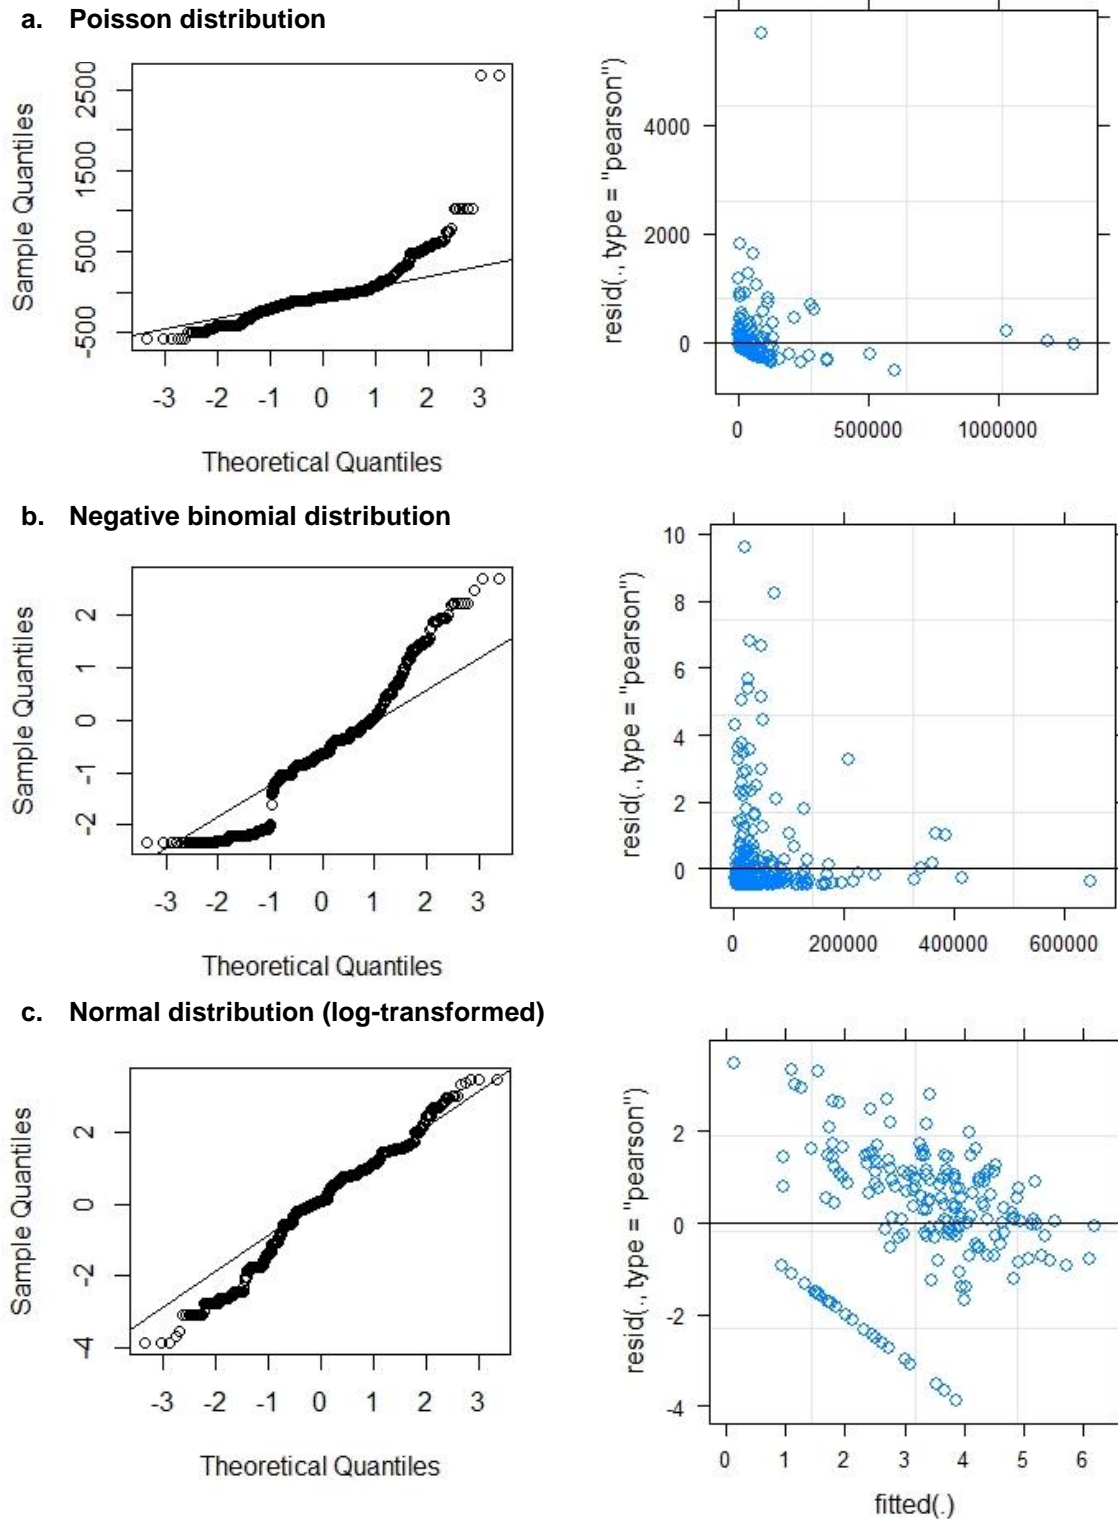 a. Poisson distribution
Sample Quantiles
2500
1500
500
-500
-3 -2 -1 0 1 2 3
Theoretical Quantiles
resid(., type = "pearson")
4000
2000
0
0 500000 1000000
b. Negative binomial distribution
Sample Quantiles
2
1
0
-1
-2
-3 -2 -1 0 1 2 3
Theoretical Quantiles
resid(., type = "pearson")
10
8
6
4
2
0
0 200000 400000 600000
c. Normal distribution (log-transformed)
Sample Quantiles
2
0
-2
-4
-3 -2 -1 0 1 2 3
Theoretical Quantiles
resid(., type = "pearson")
2
0
-2
-4
0 1 2 3 4 5 6
fitted(.)